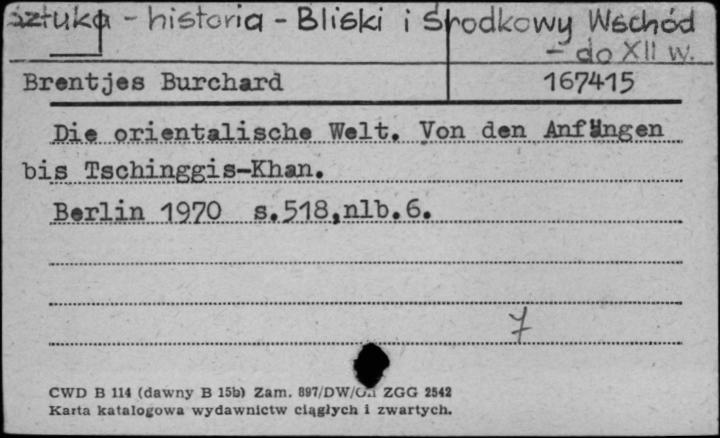 Sztuka - historia - Bliski i Środkowy Wschód
- do XII w.
Brentjes Burchard 167415
Die orientalische Welt. Von den Anfängen
bis Tschinggis-Khan.
Berlin 1970 s.518,nlb.6.
7
CWD B 114 (dawny B 15b) Zam. 897/DW/ ZGG 2542
Karta katalogowa wydawnictw ciągłych i zwartych.